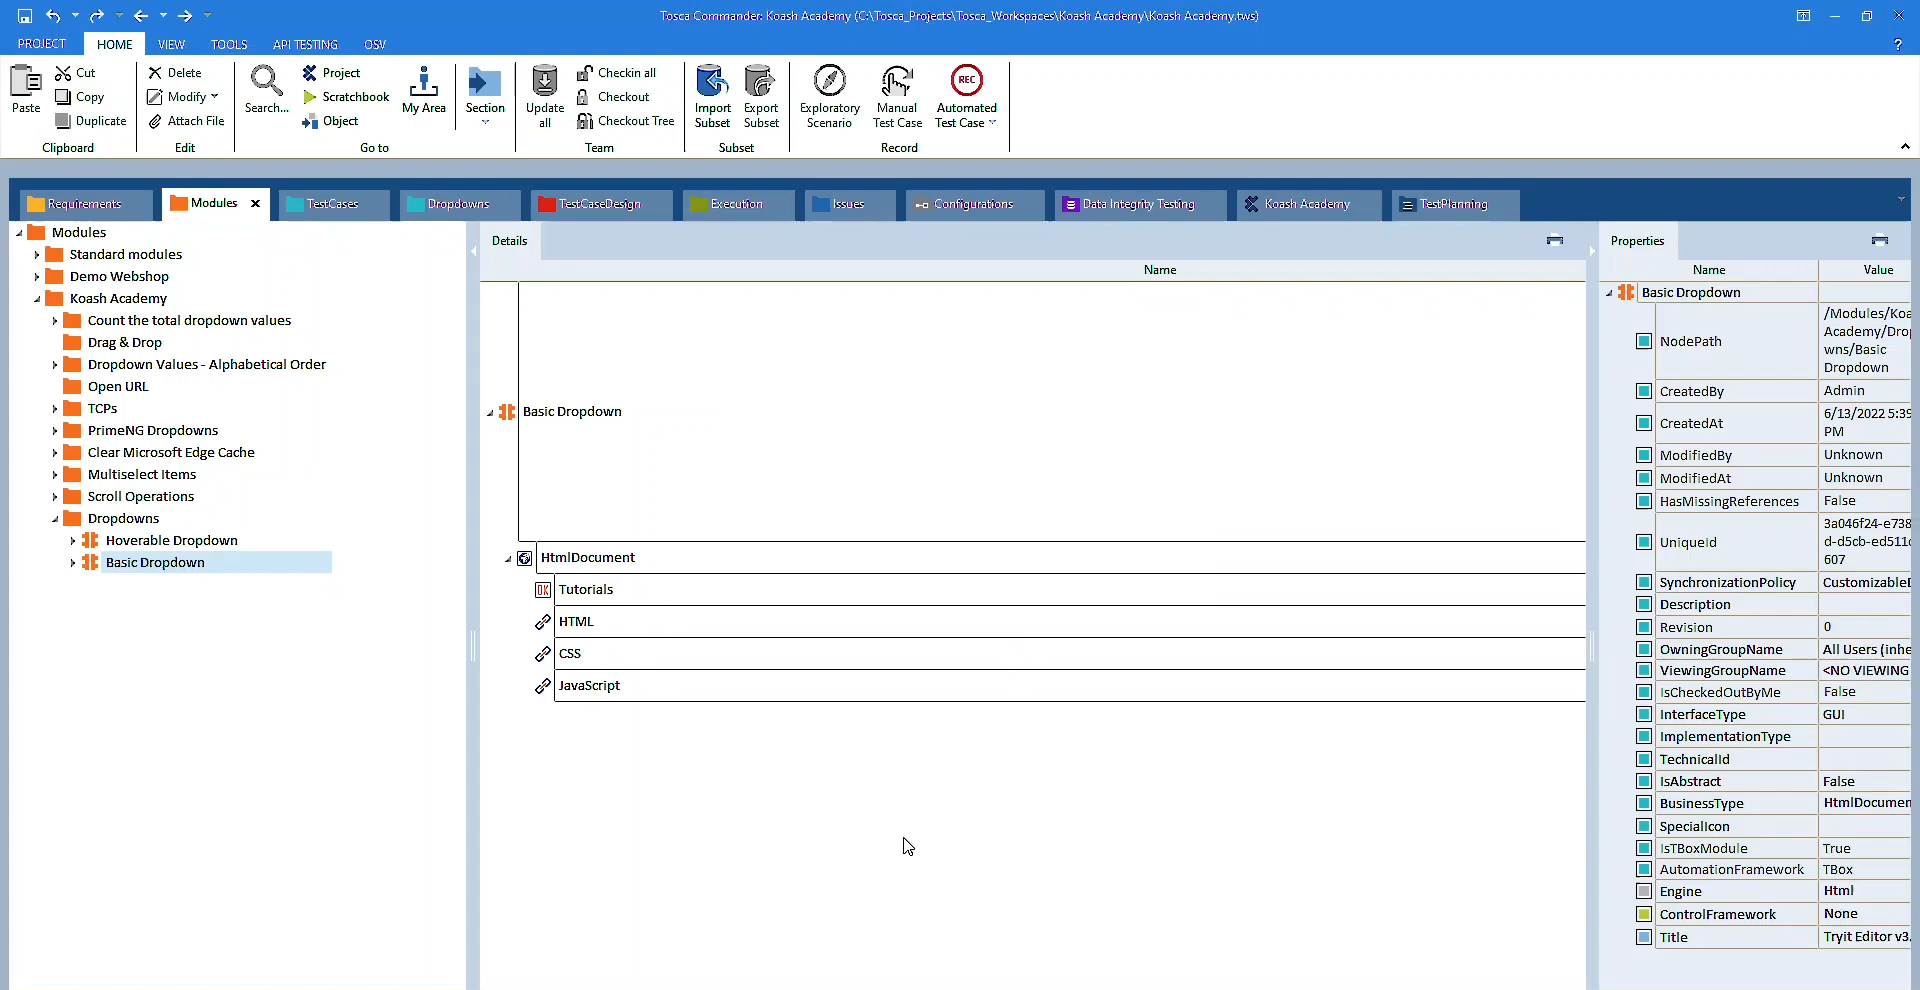 Tosca Commander: Koash Academy (C:\Tosca_Projects\Tosca_Workspaces\Koash Academy\Koash Academy.tws)
PROJECT HOME VIEW TOOLS API TESTING OSV ?
Paste
Cut
Copy
Duplicate
Clipboard
Delete
Modify
Attach File
Edit
Search...
Project
Scratchbook
Object
My Area
Section
Go to
Update all
Checkin all
Checkout
Checkout Tree
Team
Import Subset
Export Subset
Subset
Exploratory Scenario
Manual Test Case
REC
Automated Test Case
Record
Requirements Modules TestCases Dropdowns TestCaseDesign Execution Issues Configurations Data Integrity Testing Koash Academy TestPlanning
Modules
Standard modules
Demo Webshop
Koash Academy
Count the total dropdown values
Drag & Drop
Dropdown Values - Alphabetical Order
Open URL
TCPs
PrimeNG Dropdowns
Clear Microsoft Edge Cache
Multiselect Items
Scroll Operations
Dropdowns
Hoverable Dropdown
Basic Dropdown
Details
Name
Basic Dropdown
HtmlDocument
OK Tutorials
HTML
CSS
JavaScript
Properties
Name Value
Basic Dropdown
NodePath /Modules/Koa
Academy/Drop
wns/Basic
Dropdown
CreatedBy Admin
CreatedAt 6/13/2022 5:39
PM
ModifiedBy Unknown
ModifiedAt Unknown
HasMissingReferences False
UniqueId 3a046f24-e738
d-d5cb-ed511c
607
SynchronizationPolicy CustomizableD
Description
Revision 0
OwningGroupName All Users (inhe
ViewingGroupName <NO VIEWING
IsCheckedOutByMe False
InterfaceType GUI
ImplementationType
TechnicalId
IsAbstract False
BusinessType HtmlDocumen
SpecialIcon
IsTBoxModule True
AutomationFramework TBox
Engine Html
ControlFramework None
Title Tryit Editor v3.